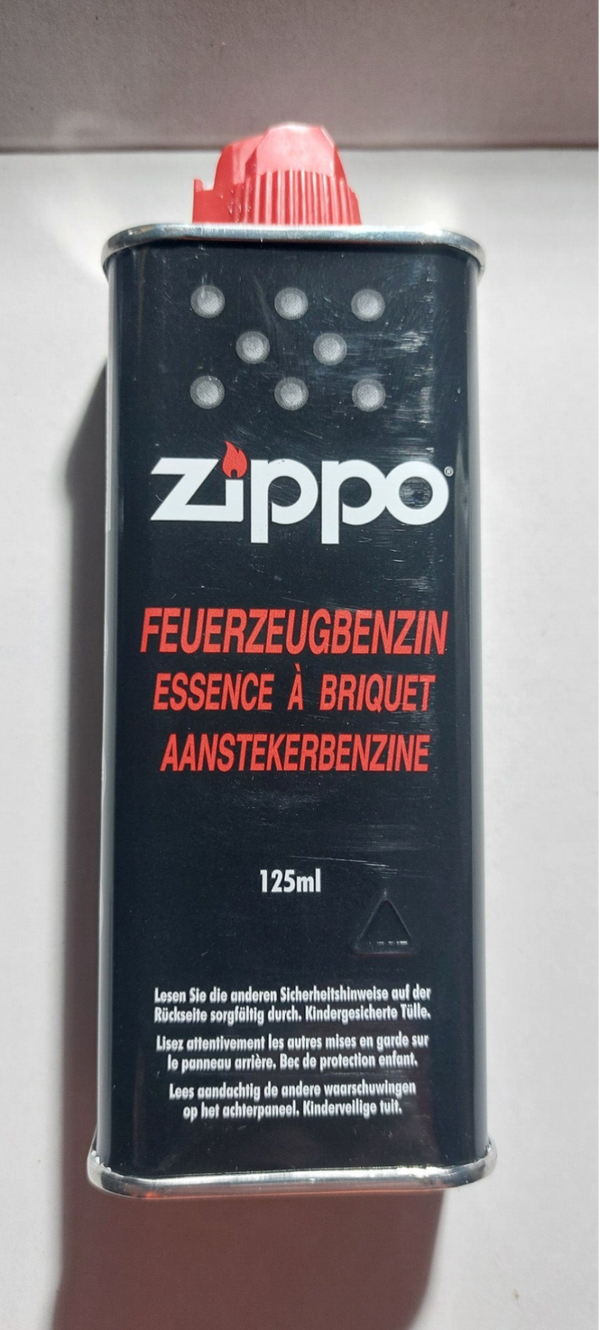 zippo®
FEUERZEUGBENZIN
ESSENCE À BRIQUET
AANSTEKERBENZINE
125ml
Lesen Sie die anderen Sicherheitshinweise auf der
Rückseite sorgfältig durch. Kindergesicherte Tülle.
Lisez attentivement les autres mises en garde sur
le panneau arrière. Bec de protection enfant.
Lees aandachtig de andere waarschuwingen
op het achterpaneel. Kinderveilige tuit.